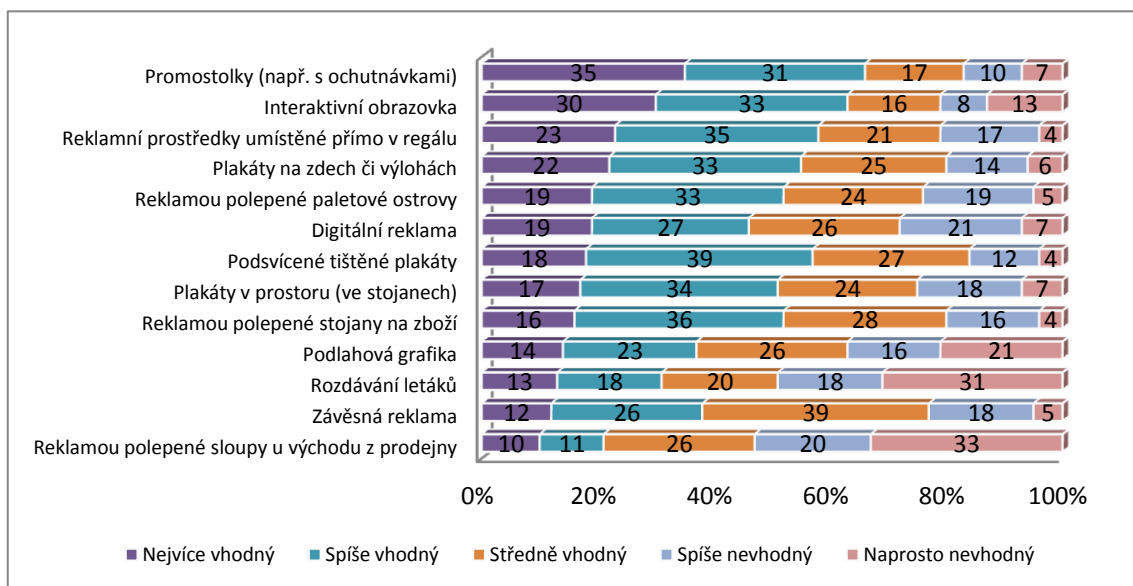 Promostolky (např. s ochutnávkami) 35 31 17 10 7
Interaktivní obrazovka 30 33 16 8 13
Reklamní prostředky umístěné přímo v regálu 23 35 21 17 4
Plakáty na zdech či výlohách 22 33 25 14 6
Reklamou polepené paletové ostrovy 19 33 24 19 5
Digitální reklama 19 27 26 21 7
Podsvícené tištěné plakáty 18 39 27 12 4
Plakáty v prostoru (ve stojanech) 17 34 24 18 7
Reklamou polepené stojany na zboží 16 36 28 16 4
Podlahová grafika 14 23 26 16 21
Rozdávání letáků 13 18 20 18 31
Závěsná reklama 12 26 39 18 5
Reklamou polepené sloupy u východu z prodejny 10 11 26 20 33
0% 20% 40% 60% 80% 100%
Nejvíce vhodný Spíše vhodný Středně vhodný Spíše nevhodný Naprosto nevhodný